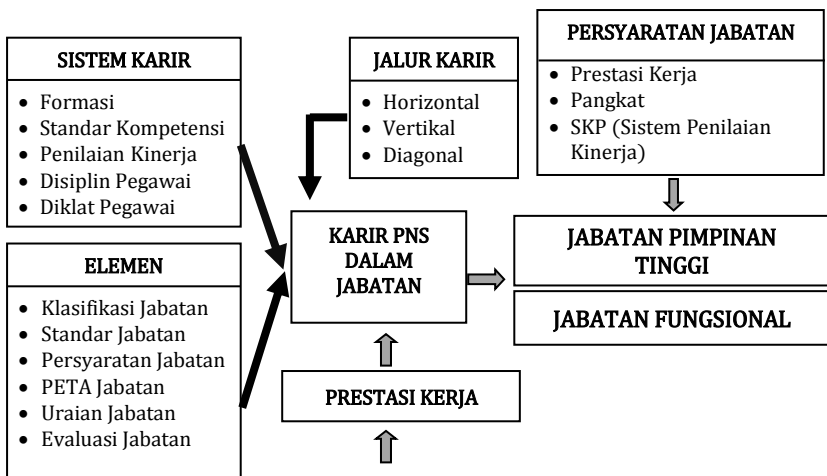 SISTEM KARIR
• Formasi
• Standar Kompetensi
• Penilaian Kinerja
• Disiplin Pegawai
• Diklat Pegawai
JALUR KARIR
• Horizontal
• Vertikal
• Diagonal
PERSYARATAN JABATAN
• Prestasi Kerja
• Pangkat
• SKP (Sistem Penilaian
Kinerja)
ELEMEN
• Klasifikasi Jabatan
• Standar Jabatan
• Persyaratan Jabatan
• PETA Jabatan
• Uraian Jabatan
• Evaluasi Jabatan
KARIR PNS
DALAM
JABATAN
JABATAN PIMPINAN
TINGGI
JABATAN FUNGSIONAL
PRESTASI KERJA